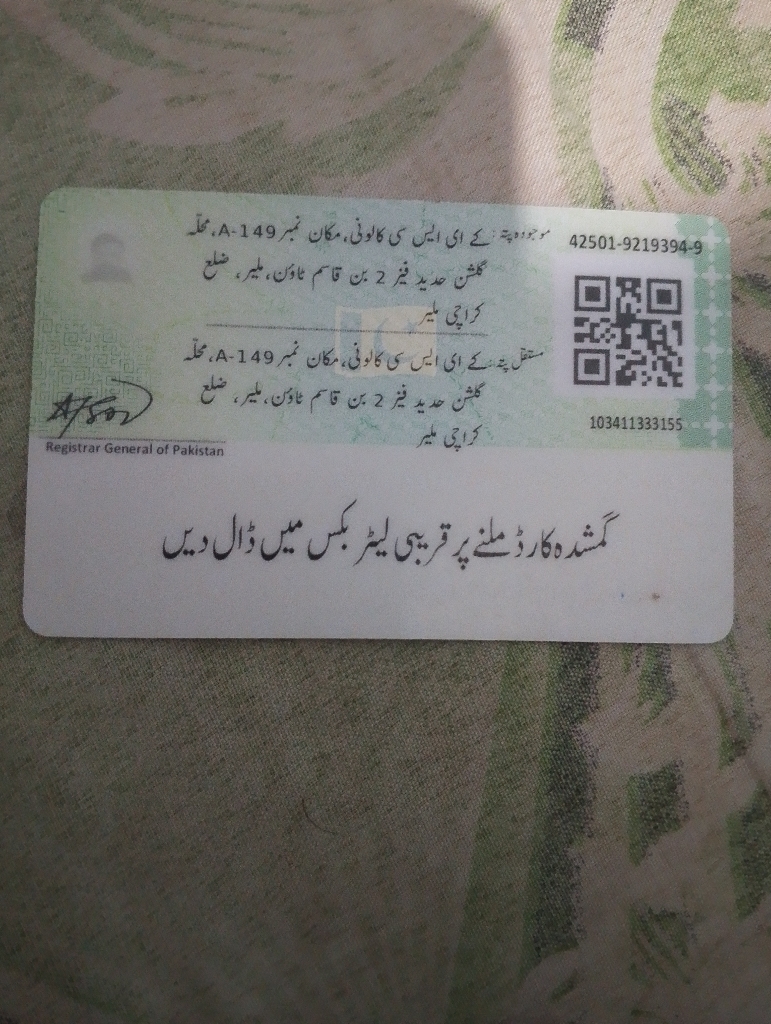 موجودہ پتہ: کے ای ایس سی کالونی، مکان نمبر A-149، محلّہ
گلشن حدید فیز 2 بن قاسم ٹاؤن، ملیر، ضلع
کراچی ملیر
42501-9219394-9
مستقل پتہ: کے ای ایس سی کالونی، مکان نمبر A-149، محلّہ
گلشن حدید فیز 2 بن قاسم ٹاؤن، ملیر، ضلع
کراچی ملیر
103411333155
Registrar General of Pakistan
گمشدہ کارڈ ملنے پر قریبی لیٹر بکس میں ڈال دیں